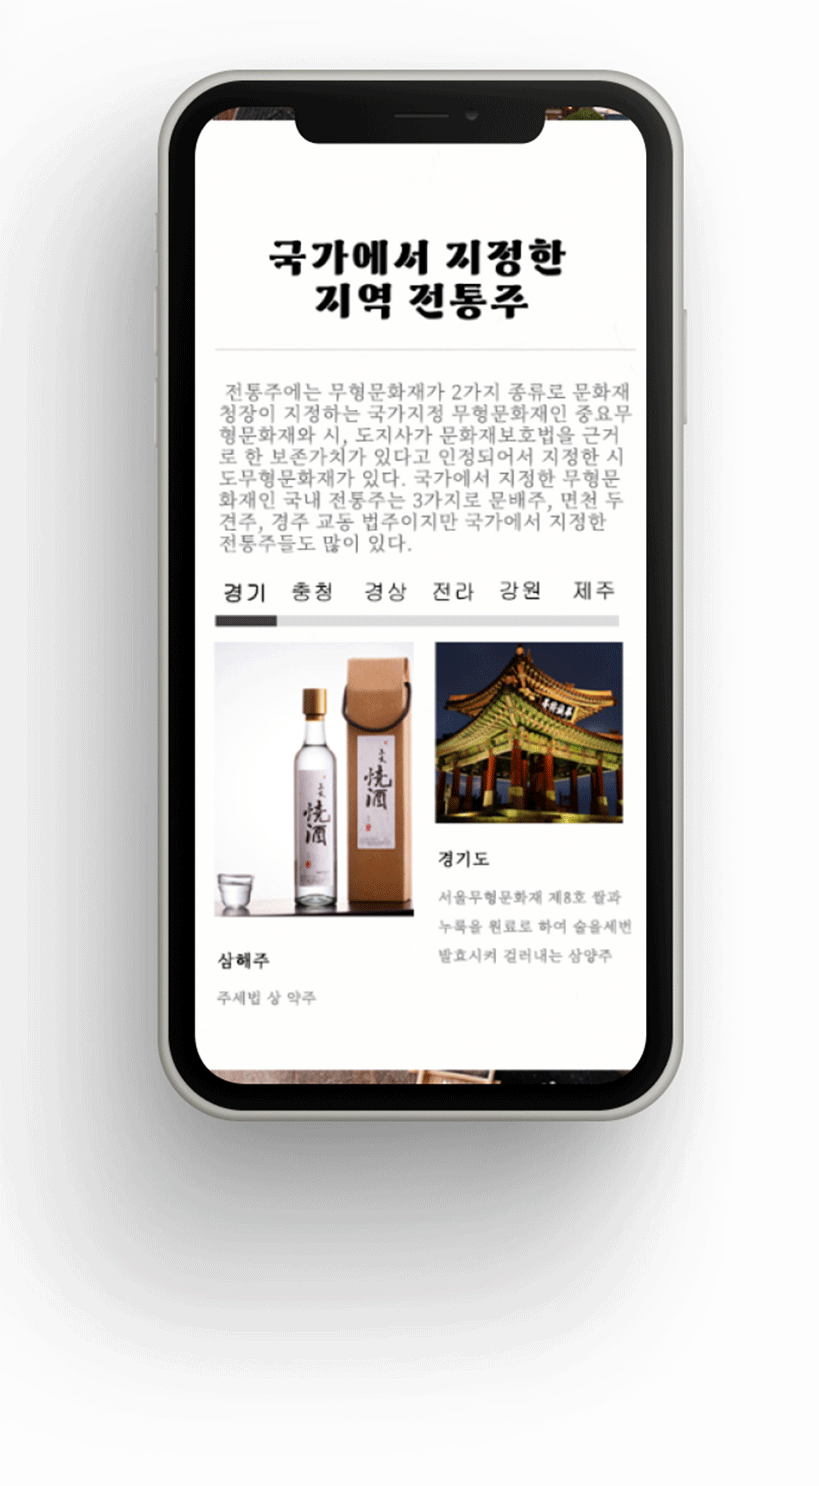 국가에서 지정한
지역 전통주
전통주에는 무형문화재가 2가지 종류로 문화재
청장이 지정하는 국가지정 무형문화재인 중요무
형문화재와 시, 도지사가 문화재보호법을 근거
로 한 보존가치가 있다고 인정되어서 지정한 시
도무형문화재가 있다. 국가에서 지정한 무형문
화재인 국내 전통주는 3가지로 문배주, 면천 두
견주, 경주 교동 법주이지만 국가에서 지정한
전통주들도 많이 있다.
경기 충청 경상 전라 강원 제주
燒酒
燒酒
삼해주
주세법 상 약주
경기도
서울무형문화재 제8호 쌀과
누룩을 원료로 하여 술을세번
발효시켜 걸러내는 삼양주